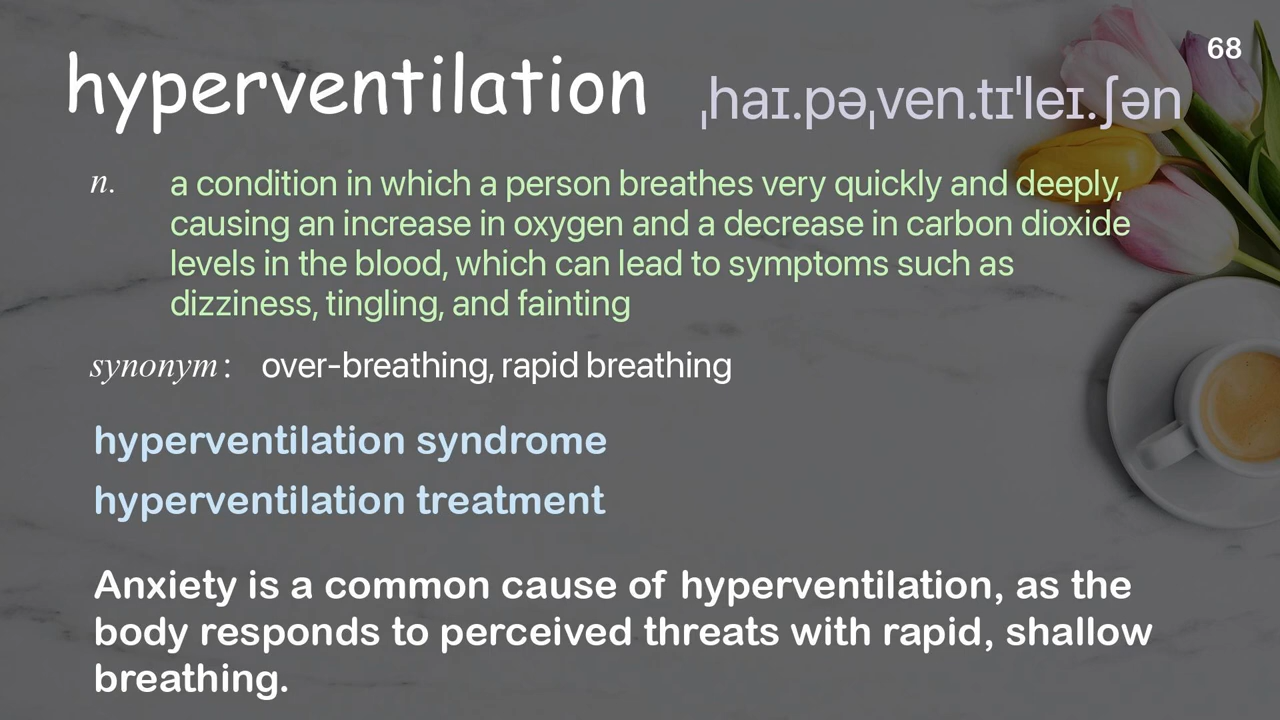 68
hyperventilation ˌhaɪ.pəˌven.tɪˈleɪ.ʃən
n. a condition in which a person breathes very quickly and deeply,
causing an increase in oxygen and a decrease in carbon dioxide
levels in the blood, which can lead to symptoms such as
dizziness, tingling, and fainting
synonym: over-breathing, rapid breathing
hyperventilation syndrome
hyperventilation treatment
Anxiety is a common cause of hyperventilation, as the
body responds to perceived threats with rapid, shallow
breathing.